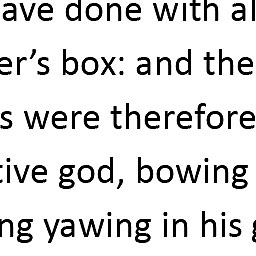 ave done with al
er’s box: and the
s were therefore
tive god, bowing
ng yawing in his g